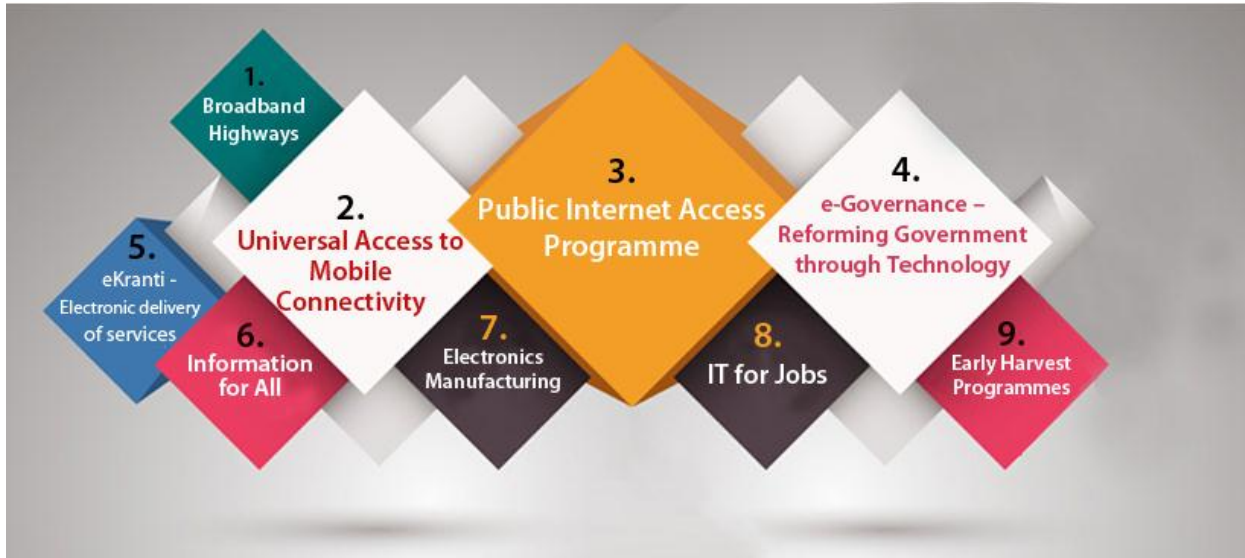 1.
Broadband
Highways
2.
Universal Access to
Mobile
Connectivity
3.
Public Internet Access
Programme
4.
e-Governance –
Reforming Government
through Technology
5.
eKranti -
Electronic delivery
of services
6.
Information
for All
7.
Electronics
Manufacturing
8.
IT for Jobs
9.
Early Harvest
Programmes